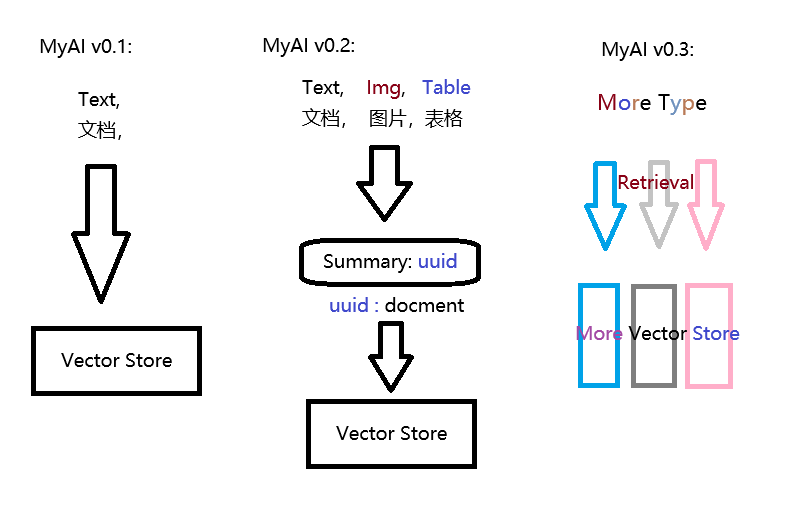 MyAI v0.1:
Text,
文档，
Vector Store
MyAI v0.2:
Text, Img, Table
文档， 图片，表格
Summary: uuid
uuid : docment
Vector Store
MyAI v0.3:
More Type
Retrieval
More Vector Store